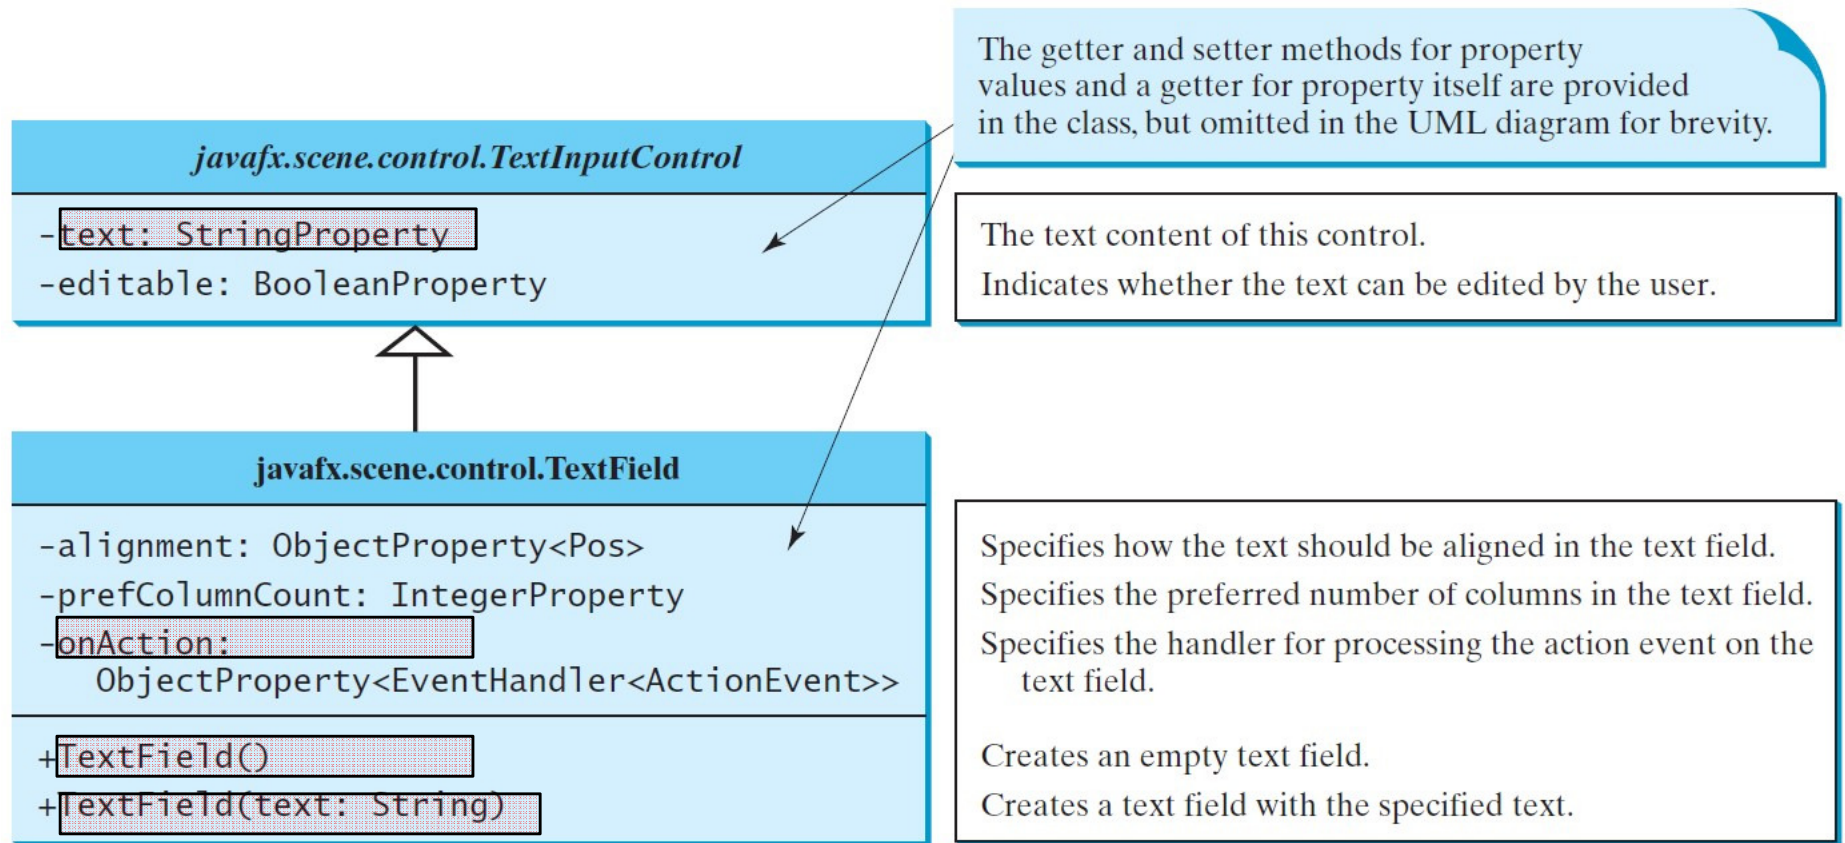 The getter and setter methods for property
values and a getter for property itself are provided
in the class, but omitted in the UML diagram for brevity.
javafx.scene.control.TextInputControl
-text: StringProperty
-editable: BooleanProperty
The text content of this control.
Indicates whether the text can be edited by the user.
javafx.scene.control.TextField
-alignment: ObjectProperty<Pos>
-prefColumnCount: IntegerProperty
-onAction:
ObjectProperty<EventHandler<ActionEvent>>
+TextField()
+TextField(text: String)
Specifies how the text should be aligned in the text field.
Specifies the preferred number of columns in the text field.
Specifies the handler for processing the action event on the
text field.
Creates an empty text field.
Creates a text field with the specified text.